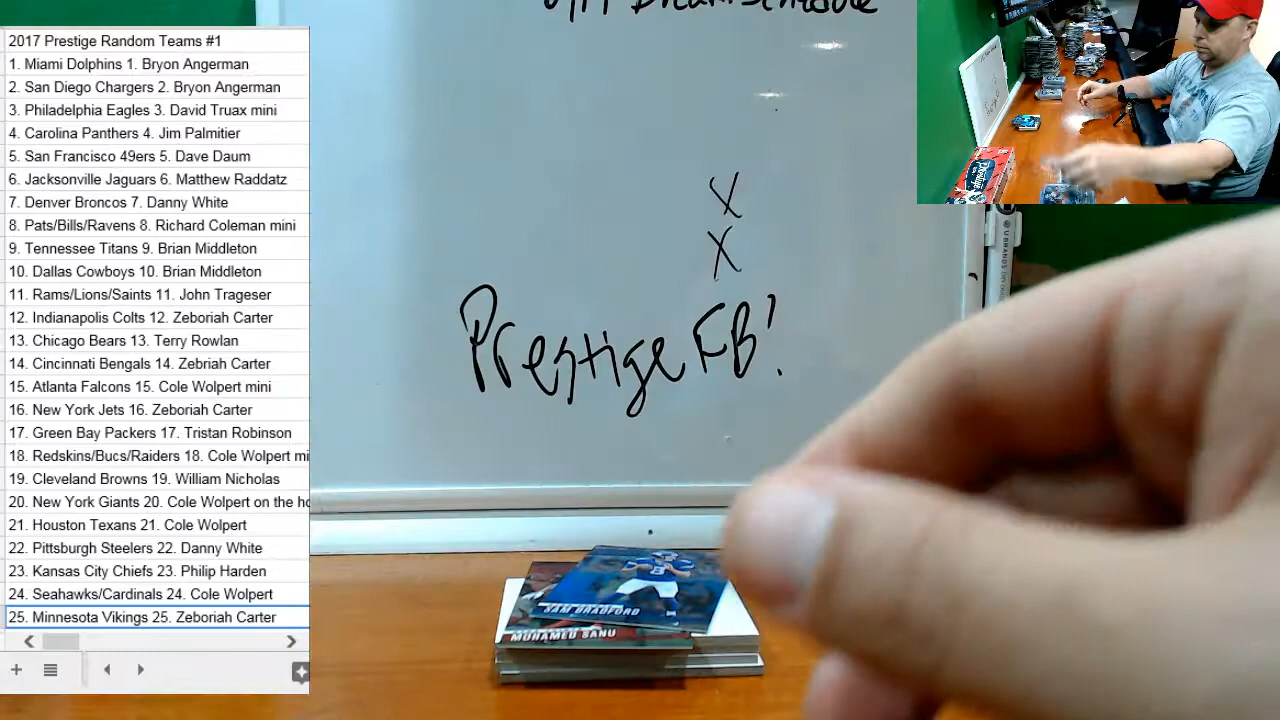 2017 Prestige Random Teams #1
1. Miami Dolphins 1. Bryon Angerman
2. San Diego Chargers 2. Bryon Angerman
3. Philadelphia Eagles 3. David Truax mini
4. Carolina Panthers 4. Jim Palmitier
5. San Francisco 49ers 5. Dave Daum
6. Jacksonville Jaguars 6. Matthew Raddatz
7. Denver Broncos 7. Danny White
8. Pats/Bills/Ravens 8. Richard Coleman mini
9. Tennessee Titans 9. Brian Middleton
10. Dallas Cowboys 10. Brian Middleton
11. Rams/Lions/Saints 11. John Trageser
12. Indianapolis Colts 12. Zeboriah Carter
13. Chicago Bears 13. Terry Rowlan
14. Cincinnati Bengals 14. Zebriah Carter
15. Atlanta Falcons 15. Cole Wolpert mini
16. New York Jets 16. Zeboriah Carter
17. Green Bay Packers 17. Tristan Robinson
18. Redskins/Bucs/Raiders 18. Cole Wolpert mi
19. Cleveland Browns 19. William Nicholas
20. New York Giants 20. Cole Wolpert on the ho
21. Houston Texans 21. Cole Wolpert
22. Pittsburgh Steelers 22. Danny White
23. Kansas City Chiefs 23. Philip Harden
24. Seahawks/Cardinals 24. Cole Wolpert
25. Minnesota Vikings 25. Zeboriah Carter
Schedule
X
X
Prestige FB!
SAM BRADFORD
MOHAMED SANU